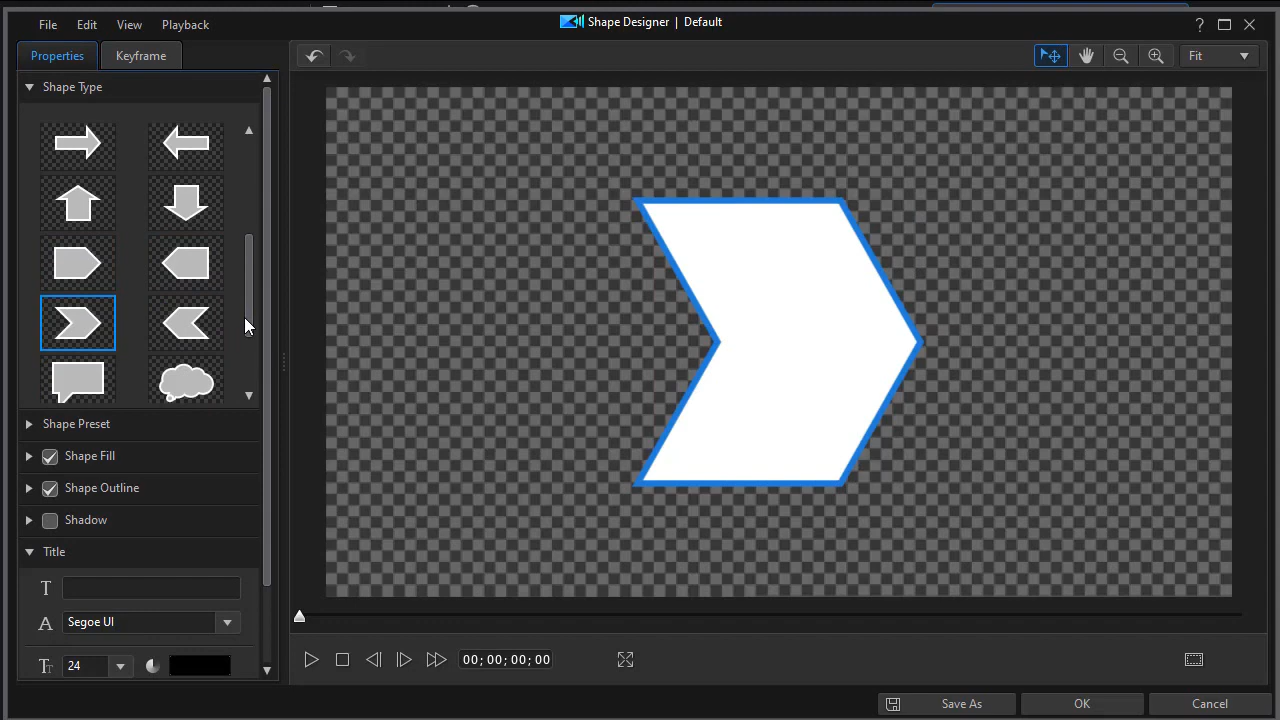 Shape Designer | Default
File Edit View Playback
?
Properties Keyframe
Fit
Shape Type
Shape Preset
Shape Fill
Shape Outline
Shadow
Title
T
A Segoe UI
TT 24
00;00;00;00
Save As OK Cancel